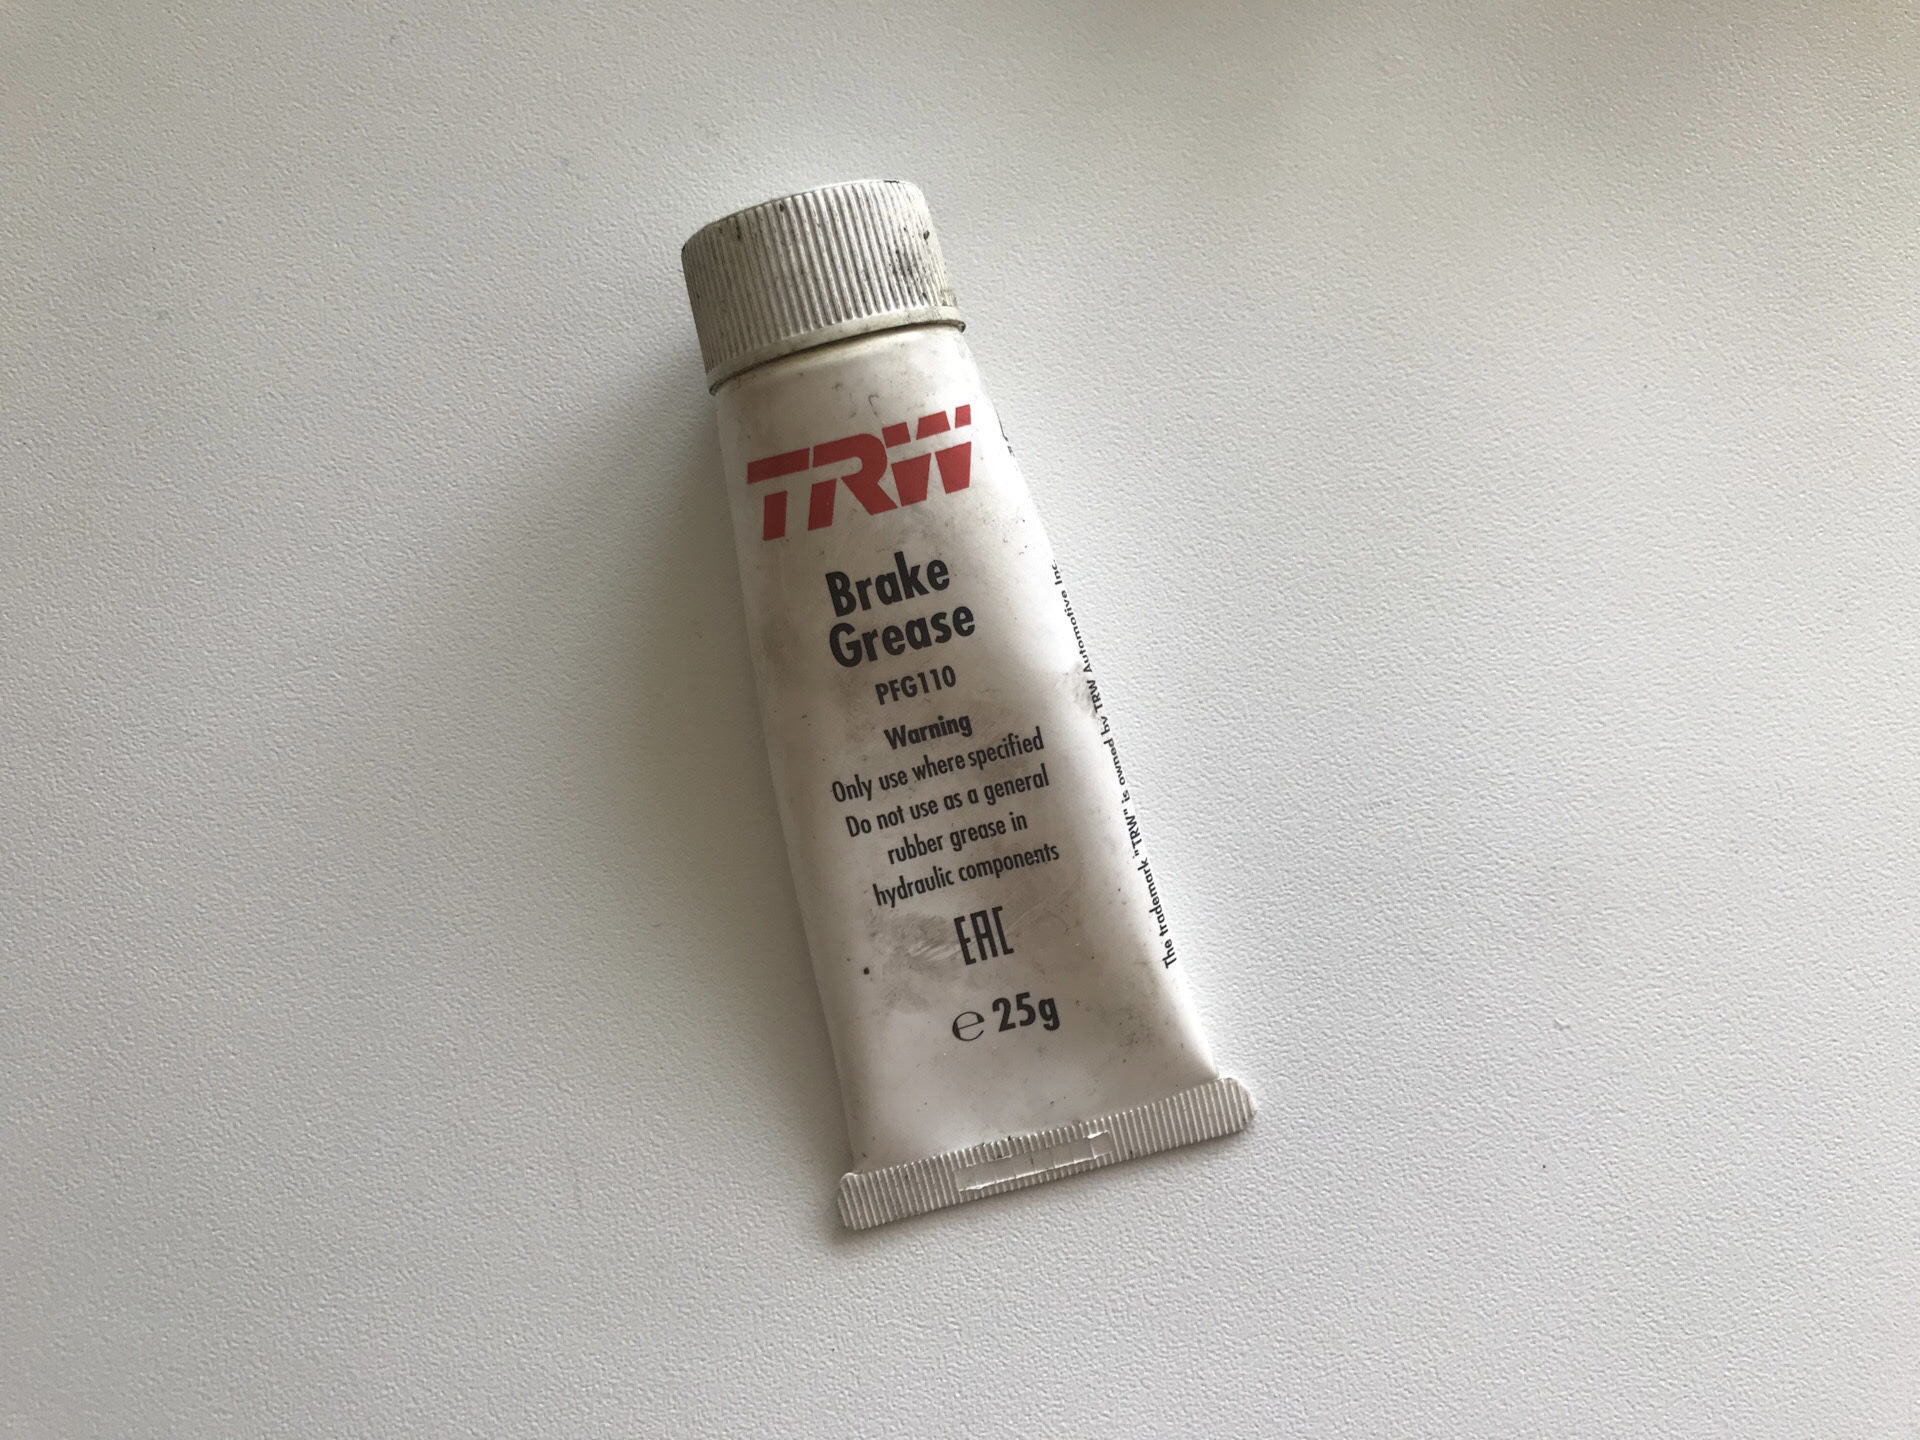 TRW
Brake
Grease
PFG110
Warning
Only use where specified
Do not use as a general
rubber grease in
hydraulic components
EAC
℮ 25g
The trademark "TRW" is owned by TRW Automotive Inc.